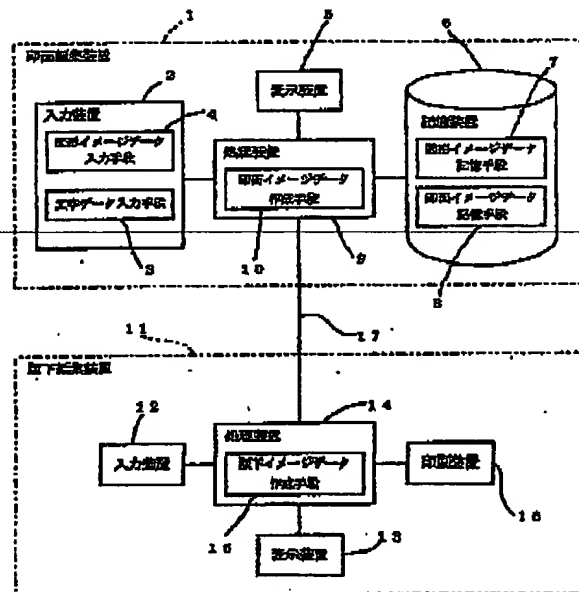 1
5
6
7
印面編集装置
2
入力装置
4
図形イメージデータ
入力手段
文字データ入力手段
3
表示装置
処理装置
印面イメージデータ
作成手段
10
9
記憶装置
図形イメージデータ
記憶手段
印面イメージデータ
記憶手段
8
17
11
版下編集装置
12
入力装置
14
処理装置
版下イメージデータ
作成手段
15
印刷装置
16
表示装置
13